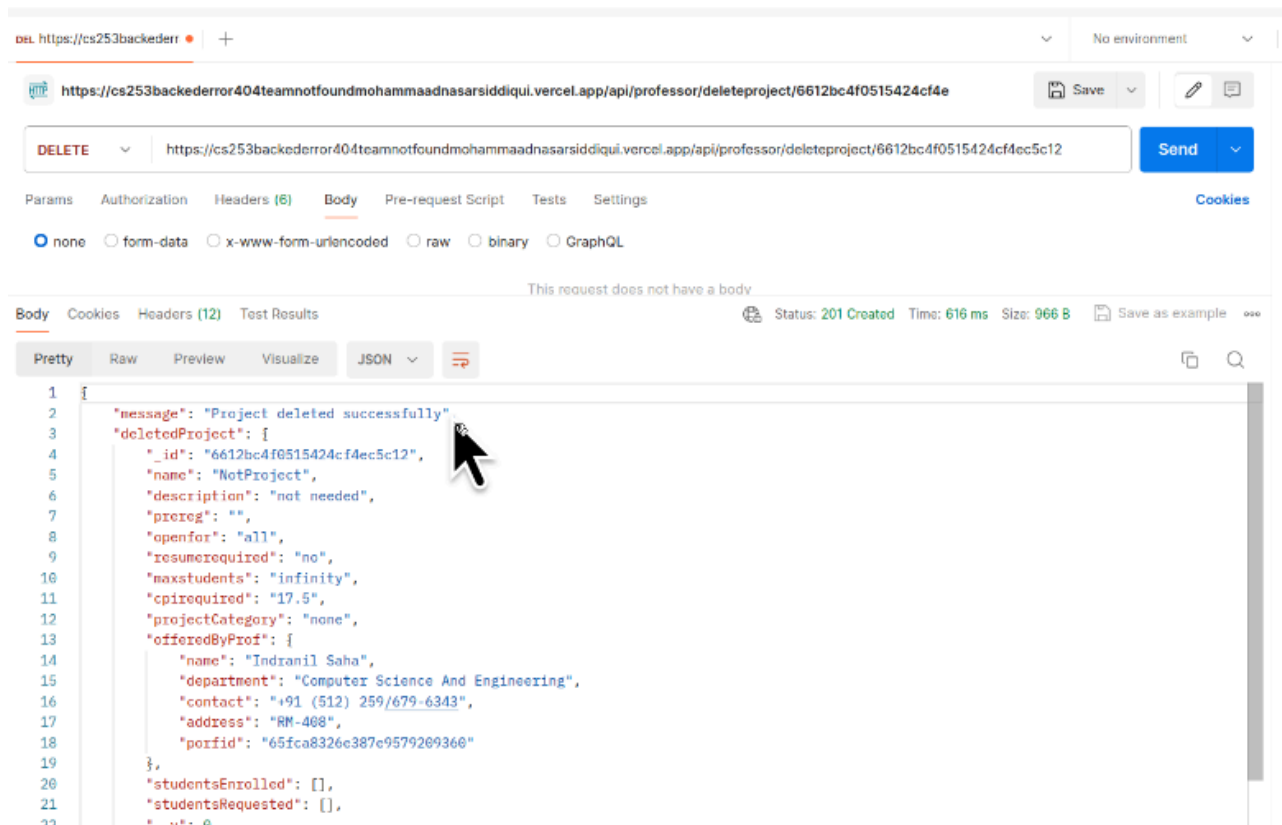 DEL https://cs253backederr + No environment
HTTP https://cs253backederror404teamnotfoundmohammaadnasarsiddiqui.vercel.app/api/professor/deleteproject/6612bc4f0515424cf4e Save
DELETE https://cs253backederror404teamnotfoundmohammaadnasarsiddiqui.vercel.app/api/professor/deleteproject/6612bc4f0515424cf4ec5c12 Send
Params Authorization Headers (6) Body Pre-request Script Tests Settings Cookies
none form-data x-www-form-urlencoded raw binary GraphQL
This request does not have a body
Body Cookies Headers (12) Test Results Status: 201 Created Time: 616 ms Size: 966 B Save as example
Pretty Raw Preview Visualize JSON
1 {
2 "message": "Project deleted successfully",
3 "deletedProject": {
4 "_id": "6612bc4f0515424cf4ec5c12",
5 "name": "NotProject",
6 "description": "not needed",
7 "prereq": "",
8 "openfor": "all",
9 "resumerequired": "no",
10 "maxstudents": "infinity",
11 "cpirequired": "17.5",
12 "projectCategory": "none",
13 "offeredByProf": {
14 "name": "Indranil Saha",
15 "department": "Computer Science And Engineering",
16 "contact": "+91 (512) 259/679-6343",
17 "address": "RM-408",
18 "porfid": "65fca8326e387e9579209360"
19 },
20 "studentsEnrolled": [],
21 "studentsRequested": [],
22 "__v": 0